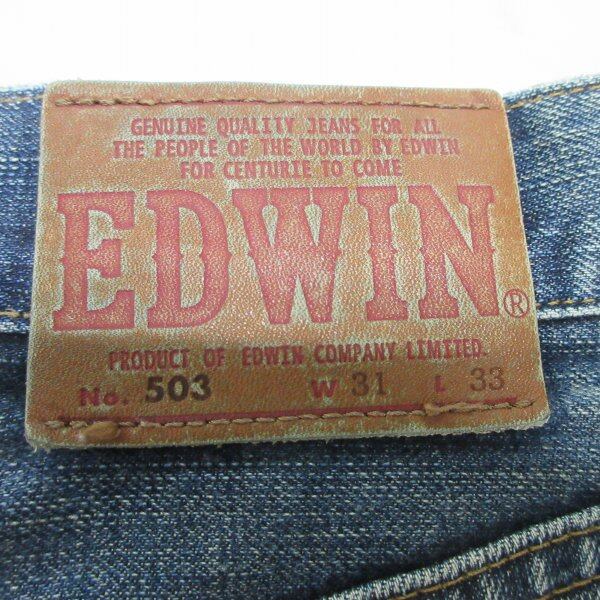 GENUINE QUALITY JEANS FOR ALL
THE PEOPLE OF THE WORLD BY EDWIN
FOR CENTURIE TO COME
EDWIN®
PRODUCT OF EDWIN COMPANY LIMITED.
No. 503 W 31 L 33